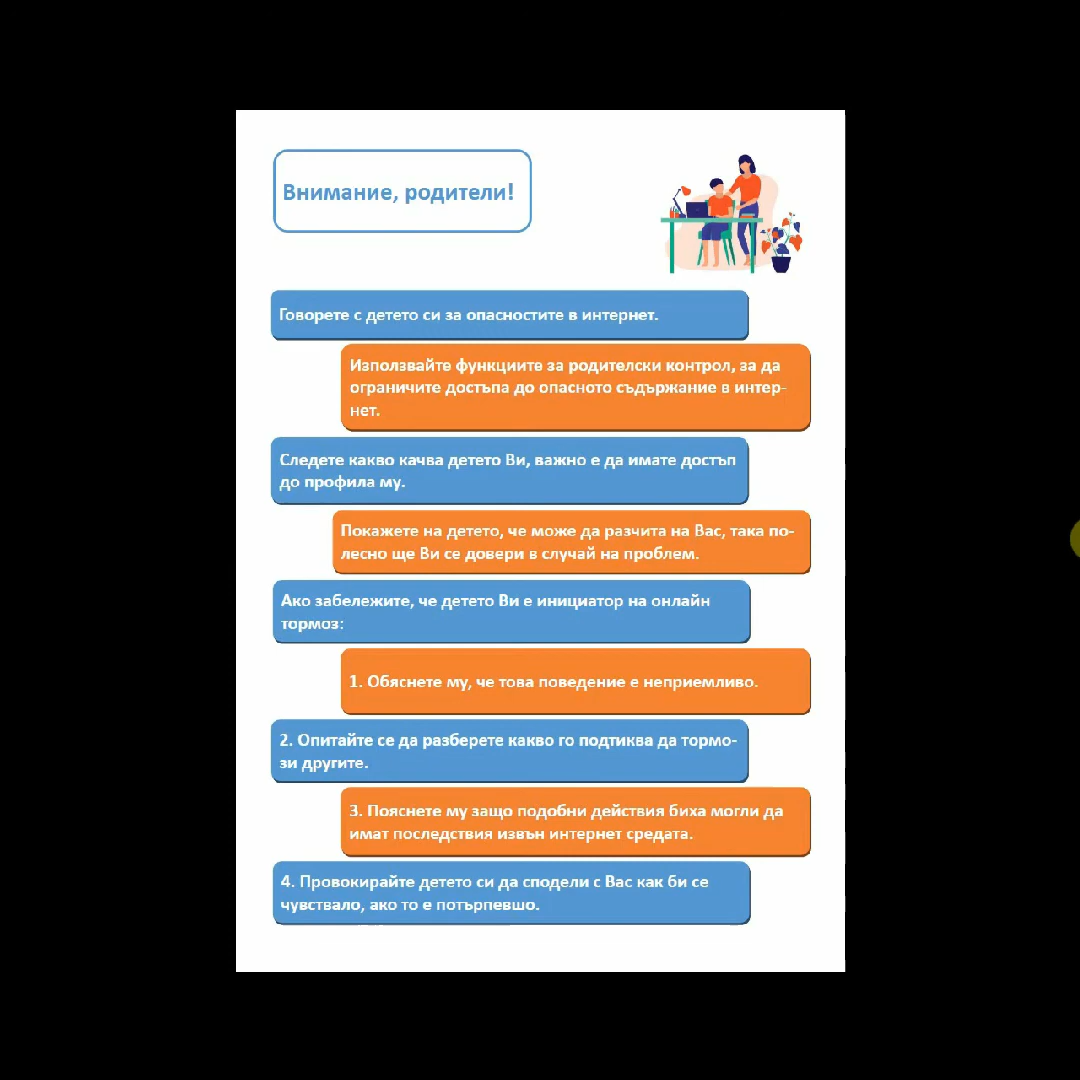 Внимание, родители!
Говорете с детето си за опасностите в интернет.
Използвайте функциите за родителски контрол, за да
ограничите достъпа до опасното съдържание в интер-
нет.
Следете какво качва детето Ви, важно е да имате достъп
до профила му.
Покажете на детето, че може да разчита на Вас, така по-
лесно ще Ви се довери в случай на проблем.
Ако забележите, че детето Ви е инициатор на онлайн
тормоз:
1. Обяснете му, че това поведение е неприемливо.
2. Опитайте се да разберете какво го подтиква да тормо-
зи другите.
3. Пояснете му защо подобни действия биха могли да
имат последствия извън интернет средата.
4. Провокирайте детето си да сподели с Вас как би се
чувствало, ако то е потърпевшо.